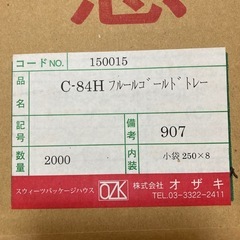 コードNO. 150015
品名 C-84H フルールゴールドトレー
記号 備考 907
数量 2000 内装 小袋250×8
スウィーツパッケージハウス OZK 株式会社 オザキ
TEL.03-3322-2411